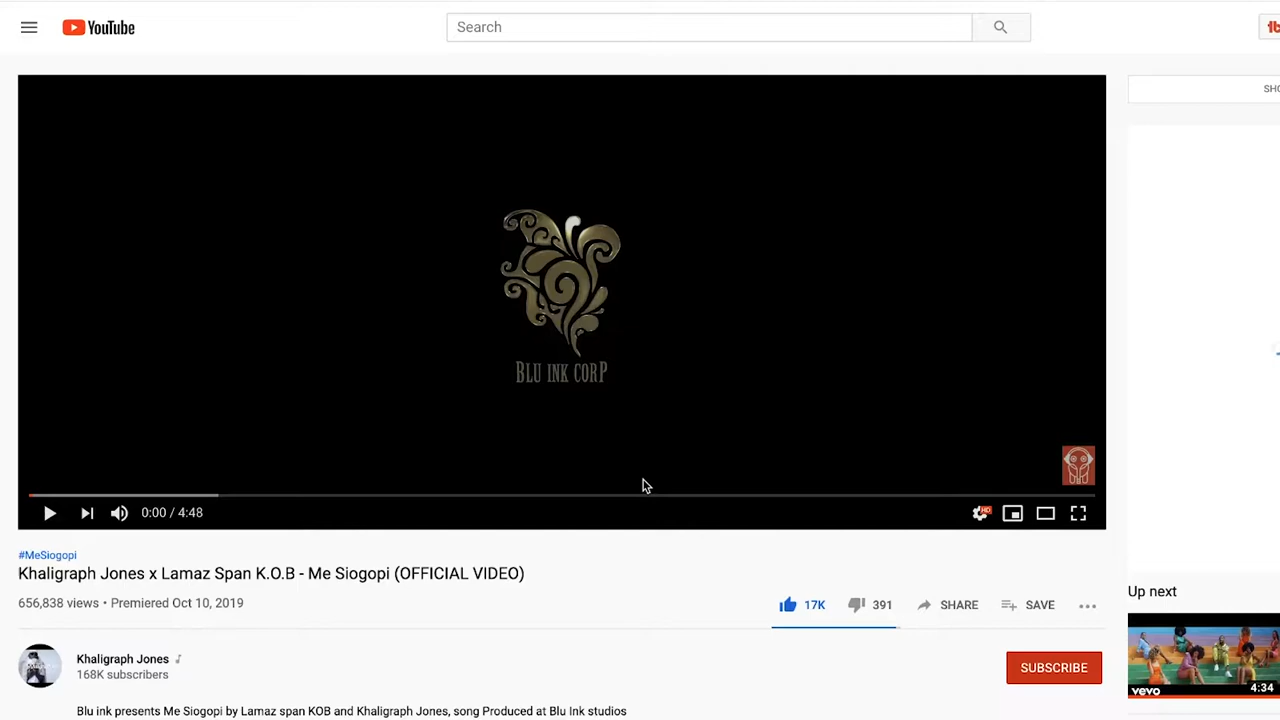 YouTube
Search
SHO
BLU INK CORP
HD
0:00 / 4:48
#MeSiogopi
Khaligraph Jones x Lamaz Span K.O.B - Me Siogopi (OFFICIAL VIDEO)
656,838 views • Premiered Oct 10, 2019
17K
391
SHARE
SAVE
Up next
Khaligraph Jones
168K subscribers
SUBSCRIBE
vevo
4:34
Blu ink presents Me Siogopi by Lamaz span KOB and Khaligraph Jones, song Produced at Blu Ink studios